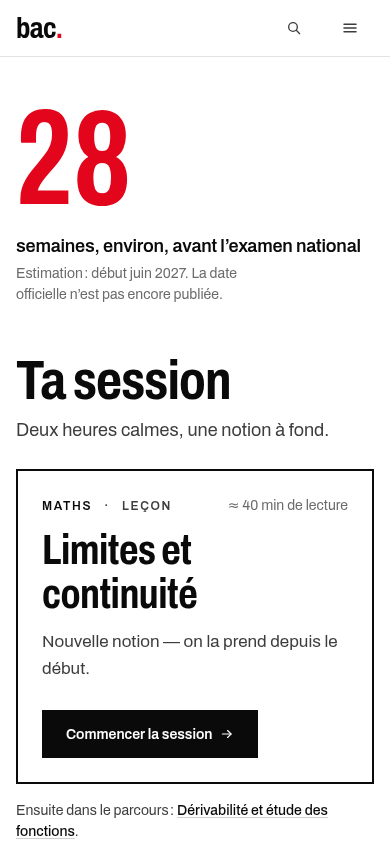 bac.
28
semaines, environ, avant l’examen national
Estimation : début juin 2027. La date
officielle n’est pas encore publiée.
Ta session
Deux heures calmes, une notion à fond.
MATHS · LEÇON ≈ 40 min de lecture
Limites et
continuité
Nouvelle notion — on la prend depuis le
début.
Commencer la session →
Ensuite dans le parcours : Dérivabilité et étude des
fonctions.